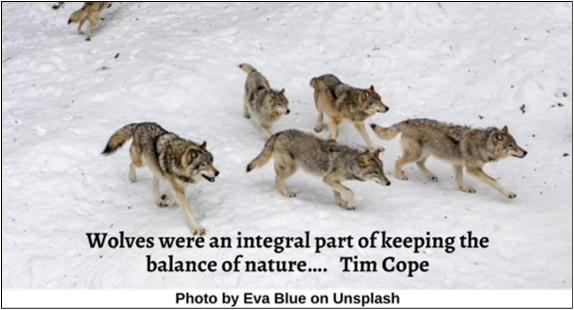 Wolves were an integral part of keeping the
balance of nature.... Tim Cope
Photo by Eva Blue on Unsplash